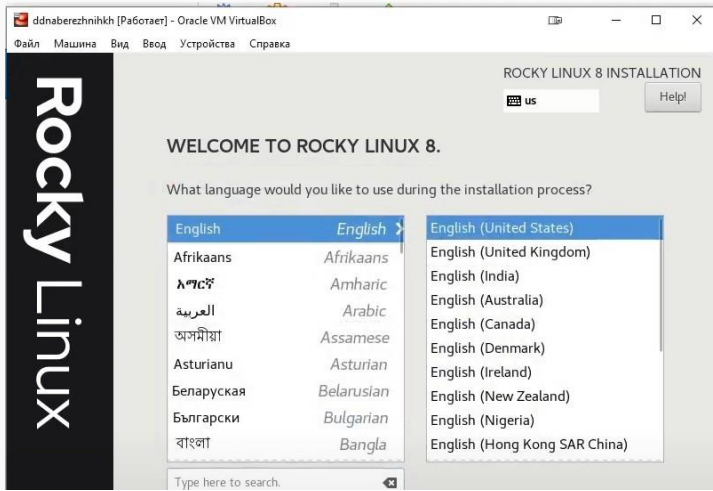 ddnaberezhnihkh [Работает] - Oracle VM VirtualBox
Файл Машина Вид Ввод Устройства Справка
Rocky Linux
ROCKY LINUX 8 INSTALLATION
us
Help!
WELCOME TO ROCKY LINUX 8.
What language would you like to use during the installation process?
English English
Afrikaans Afrikaans
አማርኛ Amharic
العربية Arabic
অসমীয়া Assamese
Asturianu Asturian
Беларуская Belarusian
Български Bulgarian
বাংলা Bangla
Type here to search.
English (United States)
English (United Kingdom)
English (India)
English (Australia)
English (Canada)
English (Denmark)
English (Ireland)
English (New Zealand)
English (Nigeria)
English (Hong Kong SAR China)